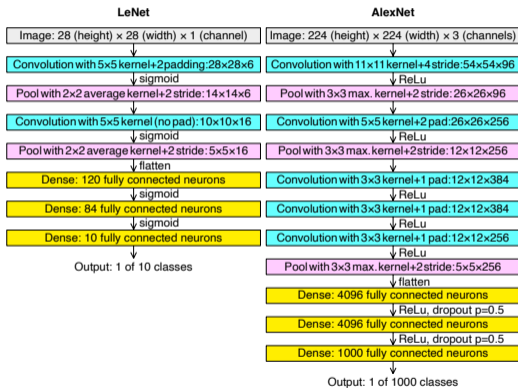 LeNet
Image: 28 (height) × 28 (width) × 1 (channel)
Convolution with 5×5 kernel+2 padding:28×28×6
sigmoid
Pool with 2×2 average kernel+2 stride:14×14×6
Convolution with 5×5 kernel (no pad):10×10×16
sigmoid
Pool with 2×2 average kernel+2 stride:5×5×16
flatten
Dense: 120 fully connected neurons
sigmoid
Dense: 84 fully connected neurons
sigmoid
Dense: 10 fully connected neurons
Output: 1 of 10 classes
AlexNet
Image: 224 (height) × 224 (width) × 3 (channels)
Convolution with 11×11 kernel+4 stride:54×54×96
ReLu
Pool with 3×3 max. kernel+2 stride:26×26×96
Convolution with 5×5 kernel+2 pad:26×26×256
ReLu
Pool with 3×3 max.kernel+2stride:12×12×256
Convolution with 3×3 kernel+1 pad:12×12×384
ReLu
Convolution with 3×3 kernel+1 pad:12×12×384
ReLu
Convolution with 3×3 kernel+1 pad:12×12×256
ReLu
Pool with 3×3 max.kernel+2stride:5×5×256
flatten
Dense: 4096 fully connected neurons
ReLu, dropout p=0.5
Dense: 4096 fully connected neurons
ReLu, dropout p=0.5
Dense: 1000 fully connected neurons
Output: 1 of 1000 classes